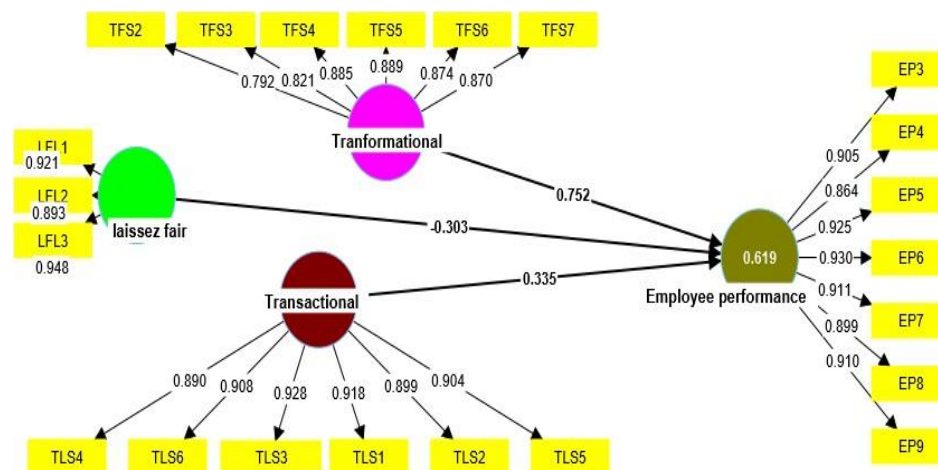 TFS2 TFS3 TFS4 TFS5 TFS6 TFS7
0.792 0.821 0.885 0.889 0.874 0.870
Tranformational
LFL1
0.921
LFL2
0.893
LFL3
0.948
laissez fair
0.752
-0.303
0.335
Transactional
0.890 0.908 0.928 0.918 0.899 0.904
TLS4 TLS6 TLS3 TLS1 TLS2 TLS5
0.619
Employee performance
0.905
0.864
0.925
0.930
0.911
0.899
0.910
EP3
EP4
EP5
EP6
EP7
EP8
EP9